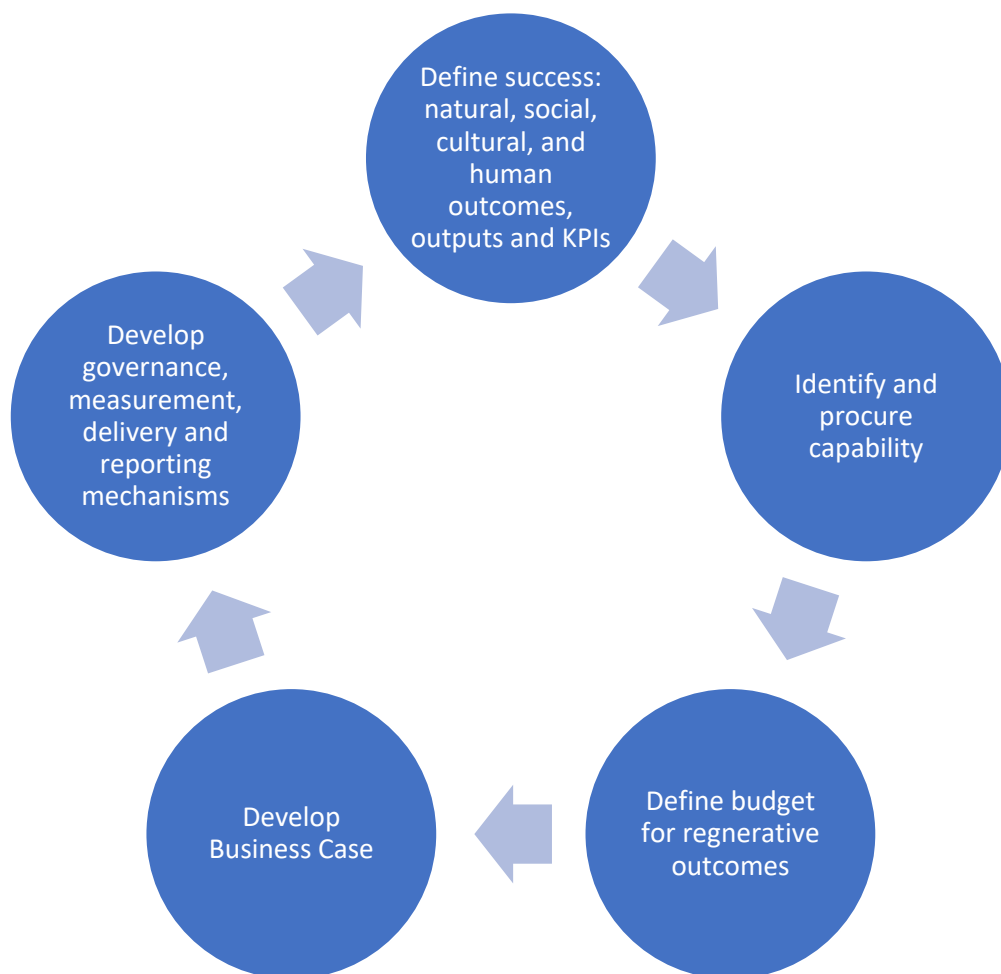 Define success:
natural, social,
cultural, and
human
outcomes,
outputs and KPIs
Identify and
procure
capability
Define budget
for regnerative
outcomes
Develop
Business Case
Develop
governance,
measurement,
delivery and
reporting
mechanisms